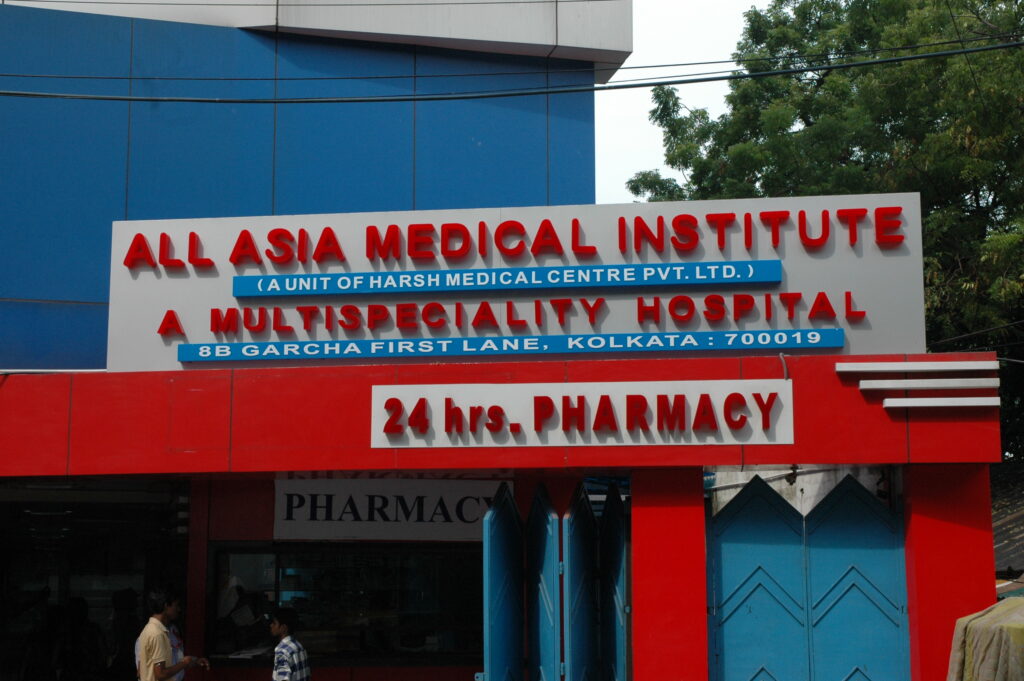 ALL ASIA MEDICAL INSTITUTE
(A UNIT OF HARSH MEDICAL CENTRE PVT. LTD.)
A MULTISPECIALITY HOSPITAL
8B GARCHA FIRST LANE, KOLKATA : 700019
24 hrs. PHARMACY
PHARMACY